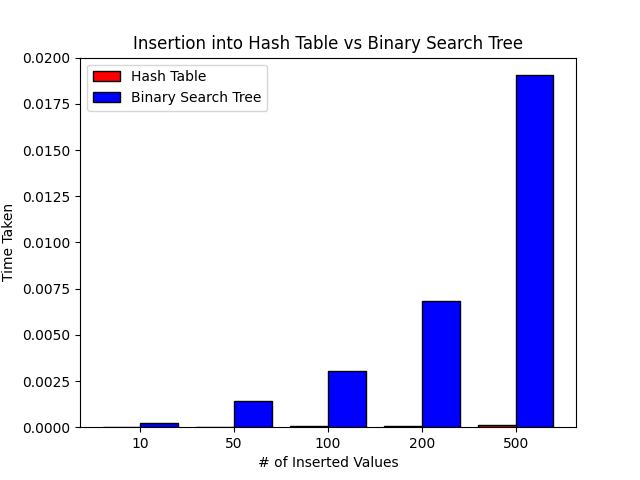 Insertion into Hash Table vs Binary Search Tree
Hash Table
Binary Search Tree
Time Taken
0.0200
0.0175
0.0150
0.0125
0.0100
0.0075
0.0050
0.0025
0.0000
10 50 100 200 500
# of Inserted Values